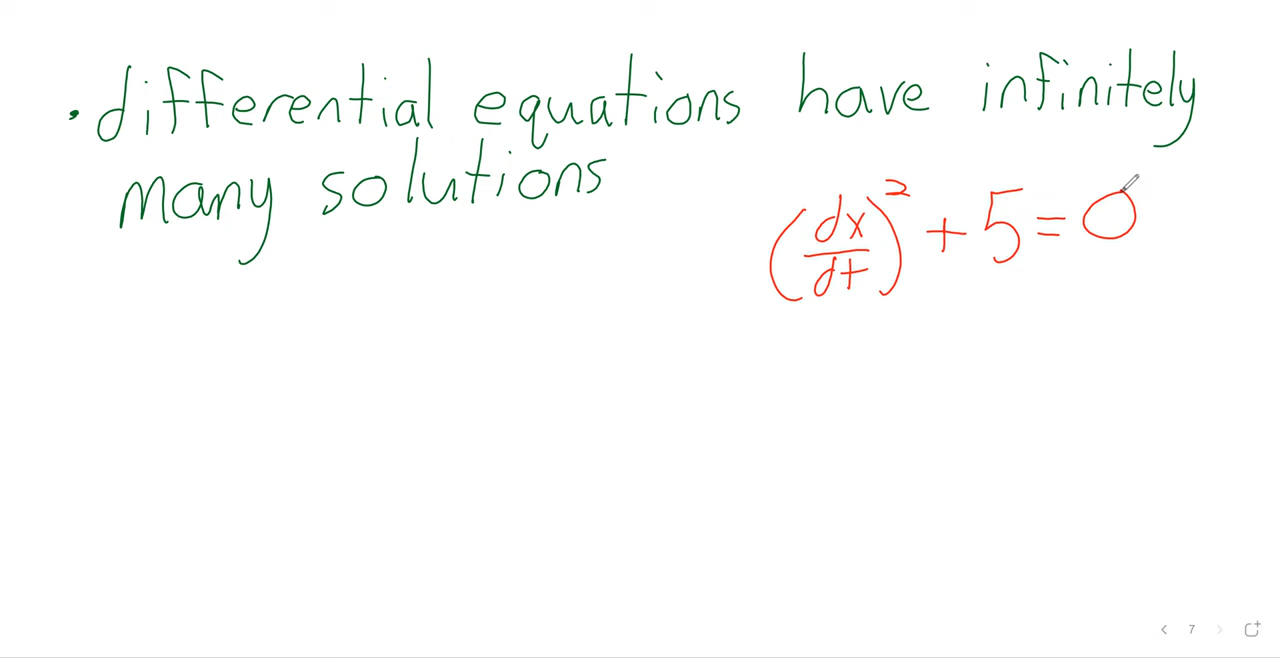 • differential equations have infinitely
many solutions
(dx/dt)² + 5 = 0
7